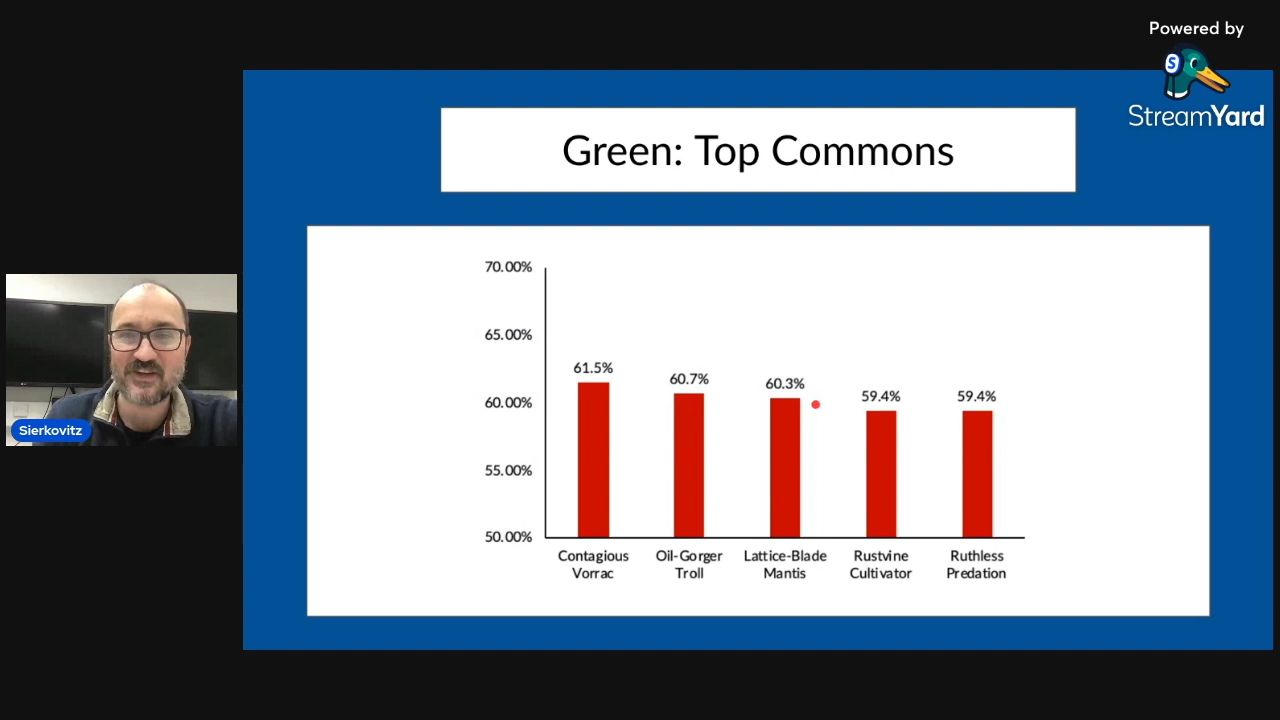 Powered by
StreamYard
Green: Top Commons
70.00%
65.00%
60.00%
55.00%
50.00%
61.5%
60.7%
60.3%
59.4%
59.4%
Contagious
Vorrac
Oil-Gorger
Troll
Lattice-Blade
Mantis
Rustvine
Cultivator
Ruthless
Predation
Sierkovitz
S